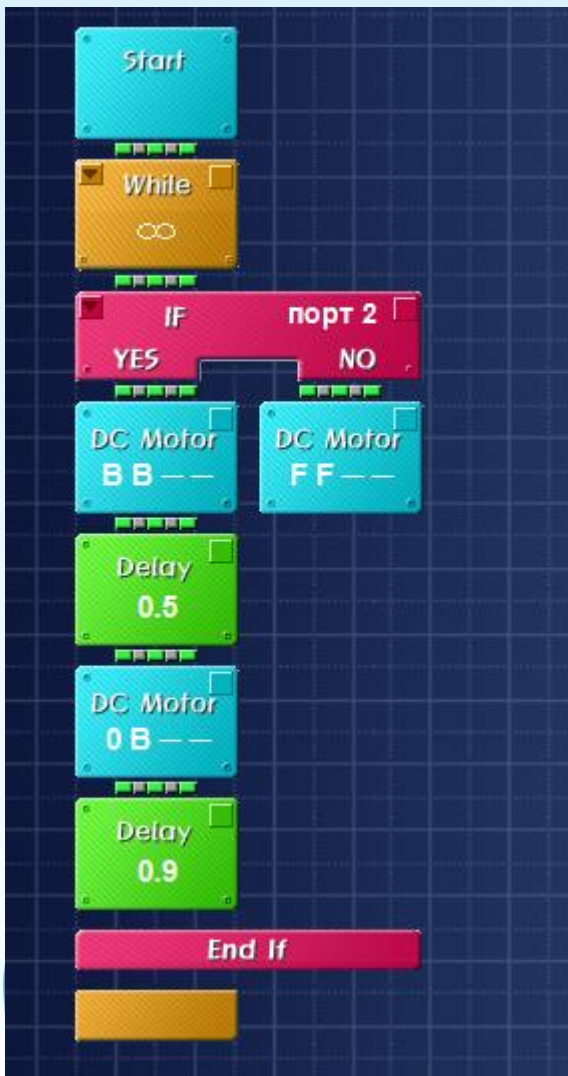 Start
While
∞
IF порт 2
YES NO
DC Motor DC Motor
B B – – F F – –
Delay
0.5
DC Motor
0 B – –
Delay
0.9
End If